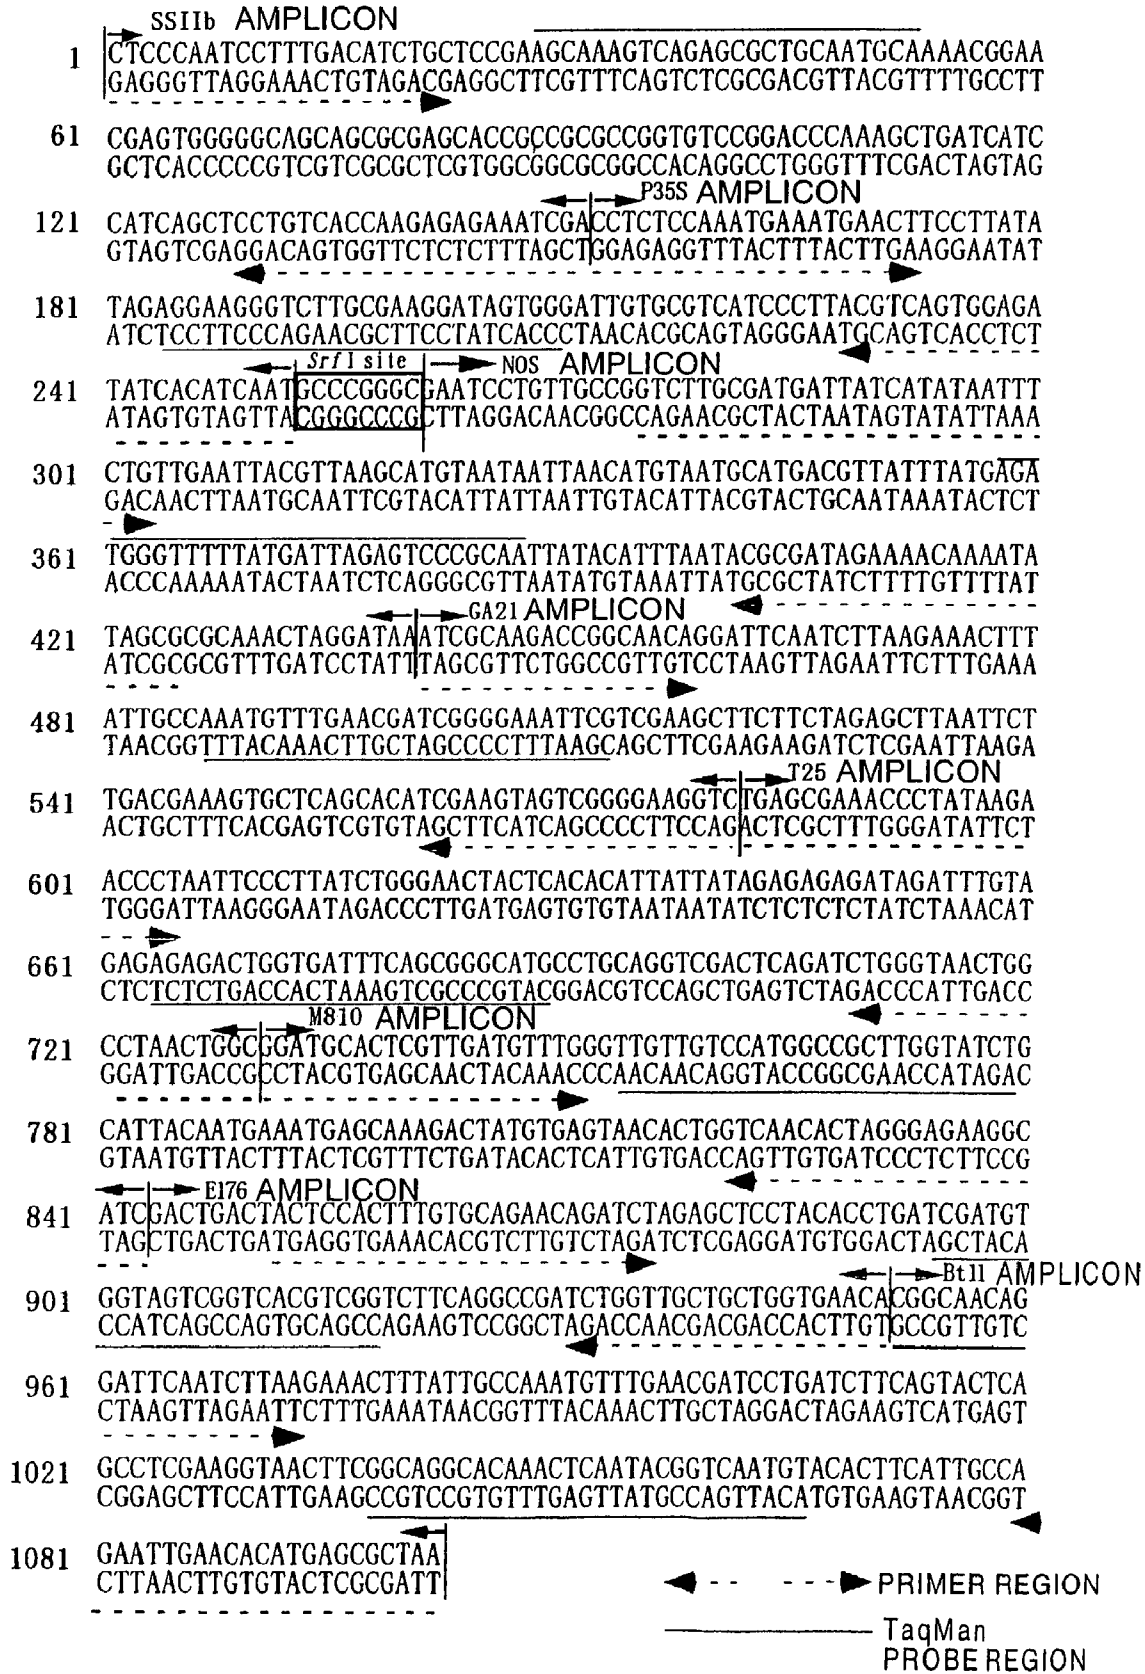 SSIIb AMPLICON
1 CTCCCAATCCTTTGACATCTGCTCCGAAGCAAAGTCAGAGCGCTGCAATGCAAAACGGAA
GAGGGTTAGGAAACTGTAGACGAGGCTTCGTTTCAGTCTCGCGACGTTACGTTTTGCCTT
61 CGAGTGGGGGCAGCAGCGCGAGCACCGCCGCGCCGGTGTCCGGACCCAAAGCTGATCATC
GCTCACCCCCGTCGTCGCGCTCGTGGCGGCGCGGCCACAGGCCTGGGTTTCGACTAGTAG
P35S AMPLICON
121 CATCAGCTCCTGTCACCAAGAGAGAAATCGACCTCTCCAAATGAAATGAACTTCCTTATA
GTAGTCGAGGACAGTGGTTCTCTCTTTAGCTGGAGAGGTTTACTTTACTTGAAGGAATAT
181 TAGAGGAAGGGTCTTGCGAAGGATAGTGGGATTGTGCGTCATCCCTTACGTCAGTGGAGA
ATCTCCTTCCCAGAACGCTTCCTATCACCCTAACACGCAGTAGGGAATGCAGTCACCTCT
SrfI site NOS AMPLICON
241 TATCACATCAATGCCCGGGCGAATCCTGTTGCCGGTCTTGCGATGATTATCATATAATTT
ATAGTGTAGTTACGGGCCCGCTTAGGACAACGGCCAGAACGCTACTAATAGTATATTAAA
301 CTGTTGAATTACGTTAAGCATGTAATAATTAACATGTAATGCATGACGTTATTTATGAGA
GACAACTTAATGCAATTCGTACATTATTAATTGTACATTACGTACTGCAATAAATACTCT
361 TGGGTTTTTATGATTAGAGTCCCGCAATTATACATTTAATACGCGATAGAAAACAAAATA
ACCCAAAAATACTAATCTCAGGGCGTTAATATGTAAATTATGCGCTATCTTTTGTTTTAT
GA21 AMPLICON
421 TAGCGCGCAAACTAGGATAAATCGCAAGACCGGCAACAGGATTCAATCTTAAGAAACTTT
ATCGCGCGTTTGATCCTATTTAGCGTTCTGGCCGTTGTCCTAAGTTAGAATTCTTTGAAA
481 ATTGCCAAATGTTTGAACGATCGGGGAAATTCGTCGAAGCTTCTTCTAGAGCTTAATTCT
TAACGGTTTACAAACTTGCTAGCCCCTTTAAGCAGCTTCGAAGAAGATCTCGAATTAAGA
T25 AMPLICON
541 TGACGAAAGTGCTCAGCACATCGAAGTAGTCGGGGAAGGTCTGAGCGAAACCCTATAAGA
ACTGCTTTCACGAGTCGTGTAGCTTCATCAGCCCCTTCCAGACTCGCTTTGGGATATTCT
601 ACCCTAATTCCCTTATCTGGGAACTACTCACACATTATTATAGAGAGAGATAGATTTGTA
TGGGATTAAGGGAATAGACCCTTGATGAGTGTGTAATAATATCTCTCTCTATCTAAACAT
661 GAGAGAGACTGGTGATTTCAGCGGGCATGCCTGCAGGTCGACTCAGATCTGGGTAACTGG
CTCTCTCTGACCACTAAAGTCGCCCGTACGGACGTCCAGCTGAGTCTAGACCCATTGACC
M810 AMPLICON
721 CCTAACTGGCGGATGCACTCGTTGATGTTTGGGTTGTTGTCCATGGCCGCTTGGTATCTG
GGATTGACCGCCTACGTGAGCAACTACAAACCCAACAACAGGTACCGGCGAACCATAGAC
781 CATTACAATGAAATGAGCAAAGACTATGTGAGTAACACTGGTCAACACTAGGGAGAAGGC
GTAATGTTACTTTACTCGTTTCTGATACACTCATTGTGACCAGTTGTGATCCCTCTTCCG
E176 AMPLICON
841 ATCGACTGACTACTCCACTTTGTGCAGAACAGATCTAGAGCTCCTACACCTGATCGATGT
TAGCTGACTGATGAGGTGAAACACGTCTTGTCTAGATCTCGAGGATGTGGACTAGCTACA
Bt11 AMPLICON
901 GGTAGTCGGTCACGTCGGTCTTCAGGCCGATCTGGTTGCTGCTGGTGAACACGGCAACAG
CCATCAGCCAGTGCAGCCAGAAGTCCGGCTAGACCAACGACGACCACTTGTGCCGTTGTC
961 GATTCAATCTTAAGAAACTTTATTGCCAAATGTTTGAACGATCCTGATCTTCAGTACTCA
CTAAGTTAGAATTCTTTGAAATAACGGTTTACAAACTTGCTAGGACTAGAAGTCATGAGT
1021 GCCTCGAAGGTAACTTCGGCAGGCACAAACTCAATACGGTCAATGTACACTTCATTGCCA
CGGAGCTTCCATTGAAGCCGTCCGTGTTTGAGTTATGCCAGTTACATGTGAAGTAACGGT
1081 GAATTGAACACATGAGCGCTAA
CTTAACTTGTGTACTCGCGATT
PRIMER REGION
TaqMan
PROBE REGION